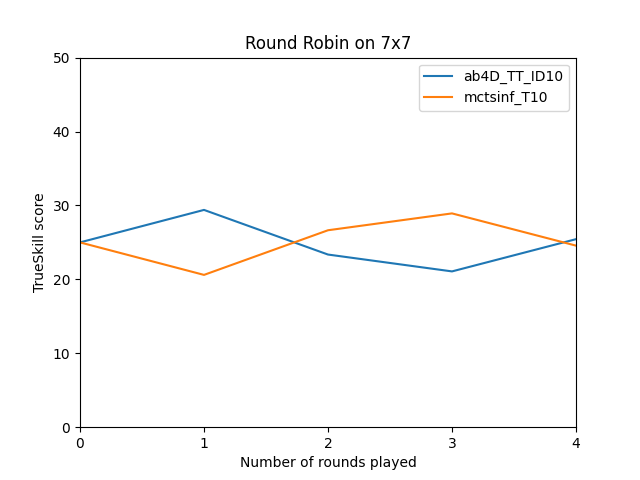 Round Robin on 7x7
ab4D_TT_ID10
mctsinf_T10
TrueSkill score
50
40
30
20
10
0
0 1 2 3 4
Number of rounds played